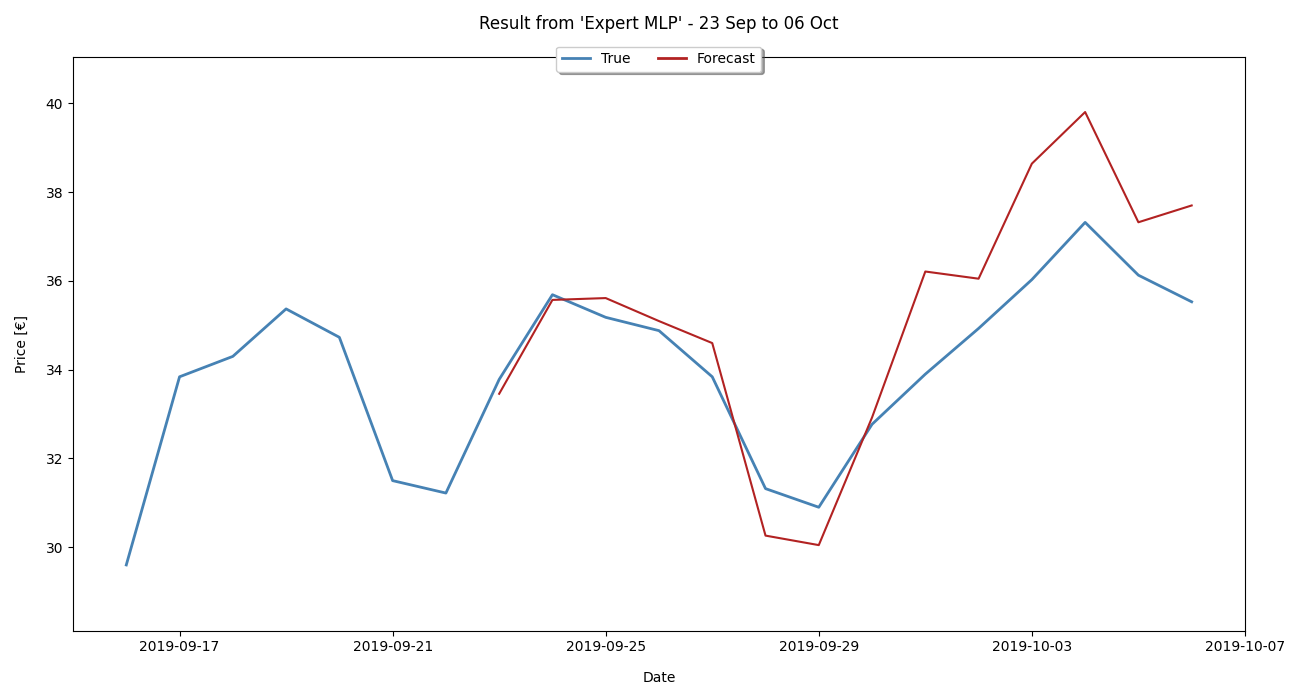 Result from 'Expert MLP' - 23 Sep to 06 Oct
True Forecast
40
38
36
34
32
30
Price [€]
2019-09-17 2019-09-21 2019-09-25 2019-09-29 2019-10-03 2019-10-07
Date